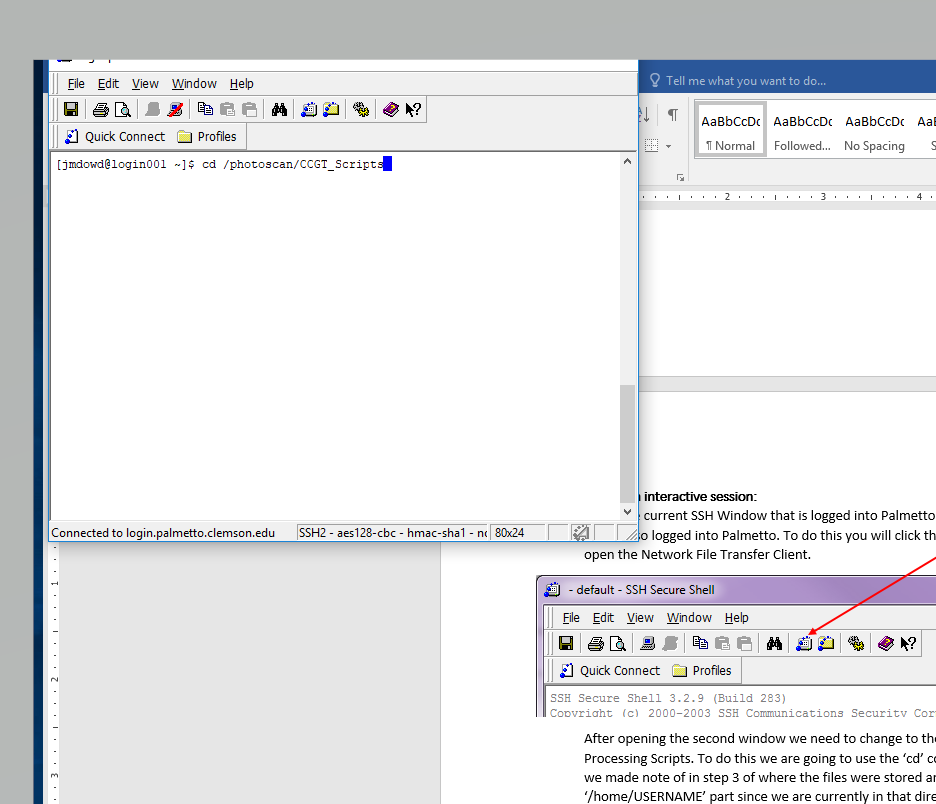 File Edit View Window Help
Quick Connect Profiles
[jmdowd@login001 ~]$ cd /photoscan/CCGT_Scripts
Connected to login.palmetto.clemson.edu SSH2 - aes128-cbc - hmac-sha1 - 80x24
Tell me what you want to do...
AaBbCcDc AaBbCcDc AaBbCcDc
¶ Normal Followed... No Spacing
2 3 4
1
2
3
interactive session:
current SSH Window that is logged into Palmetto
logged into Palmetto. To do this you will click
open the Network File Transfer Client.
- default - SSH Secure Shell
File Edit View Window Help
Quick Connect Profiles
SSH Secure Shell 3.2.9 (Build 283)
Copyright (c) 2000-2003 SSH Communications Security
After opening the second window we need to change to
Processing Scripts. To do this we are going to use the ‘cd’
we made note of in step 3 of where the files were stored
‘/home/USERNAME’ part since we are currently in that